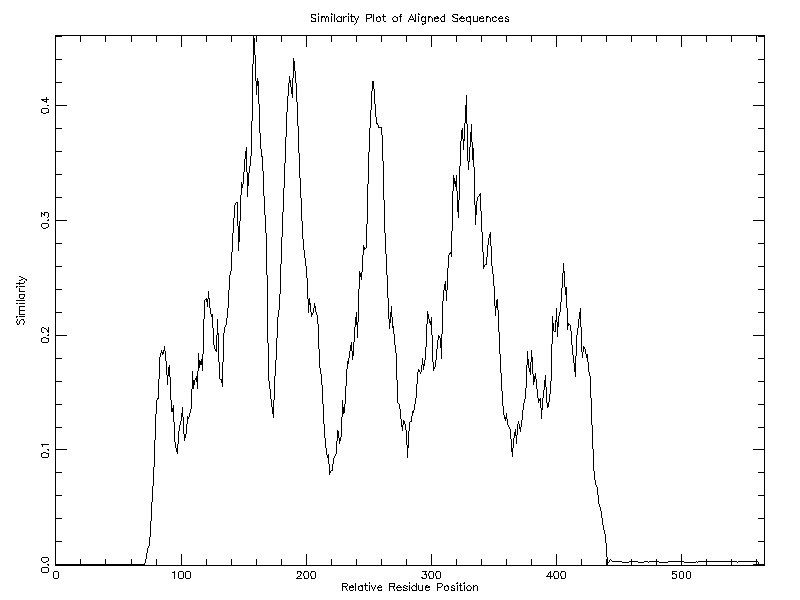 Similarity Plot of Aligned Sequences
Similarity
0.4
0.3
0.2
0.1
0.0
0 100 200 300 400 500
Relative Residue Position